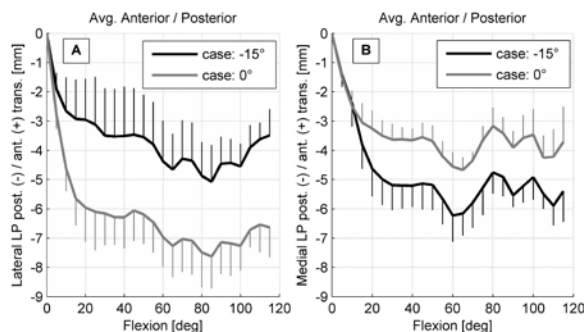 Avg. Anterior / Posterior
Lateral LP post. (-) / ant. (+) trans. [mm]
0
-1
-2
-3
-4
-5
-6
-7
-8
-9
A
case: -15°
case: 0°
0 20 40 60 80 100 120
Flexion [deg]
Avg. Anterior / Posterior
Medial LP post. (-) / ant. (+) trans. [mm]
0
-1
-2
-3
-4
-5
-6
-7
-8
-9
B
case: -15°
case: 0°
0 20 40 60 80 100 120
Flexion [deg]